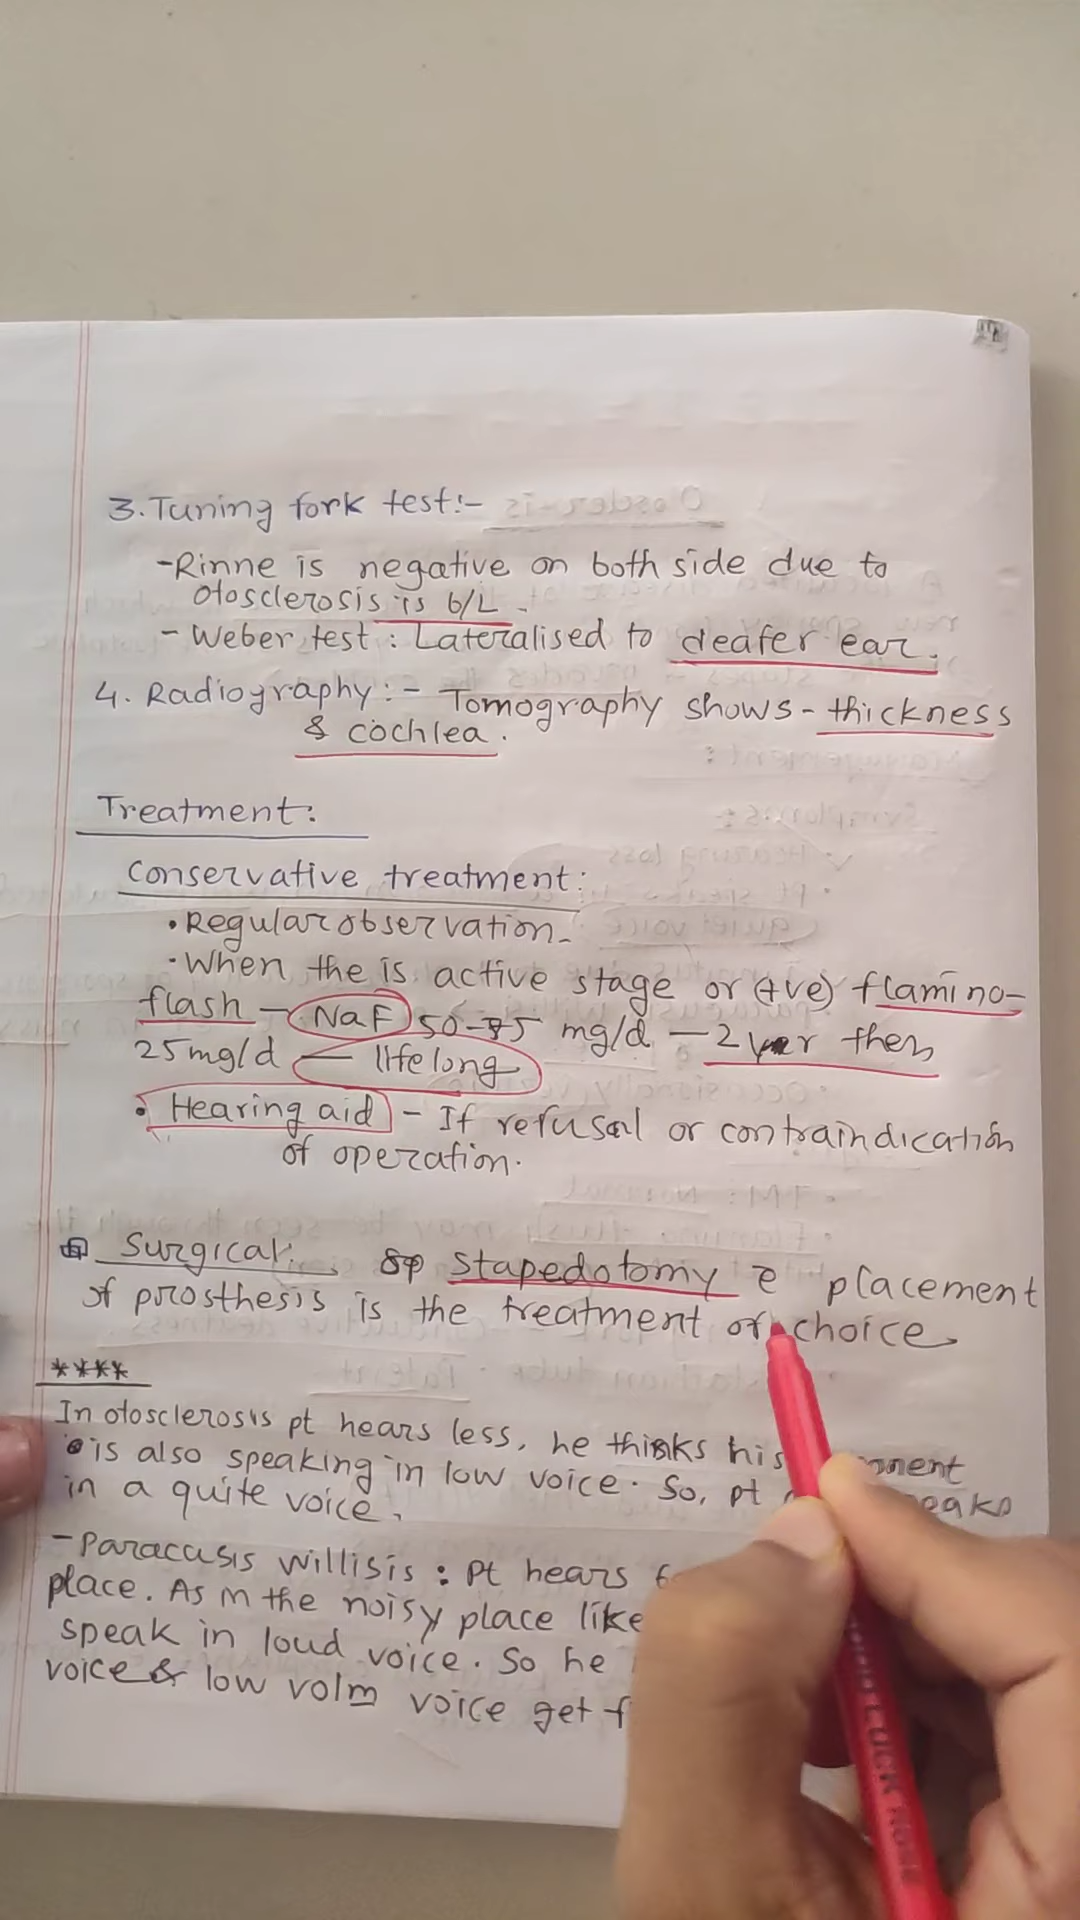 3. Tuning fork test:-
-Rinne is negative on both side due to
otosclerosis is b/L.
- Weber test : Lateralised to deafer ear.
4. Radiography:- Tomography shows - thickness
& cochlea.
Treatment:
Conservative treatment:
• Regular observation.
• When the is active stage or (+ve) flamino-
flash - NaF 50-75 mg/d - 2 yer then
25mg/d - life long
• Hearing aid - If refusal or contraindication
of operation.
Surgical. Stapedotomy c̄ placement
of prosthesis is the treatment of choice
****
In otosclerosis pt hears less, he thinks his
is also speaking in low voice. So, pt
in a quite voice.
- Paracusis willisis : Pt hears
place. As in the noisy place like
speak in loud voice. So he
voice & low volm voice get